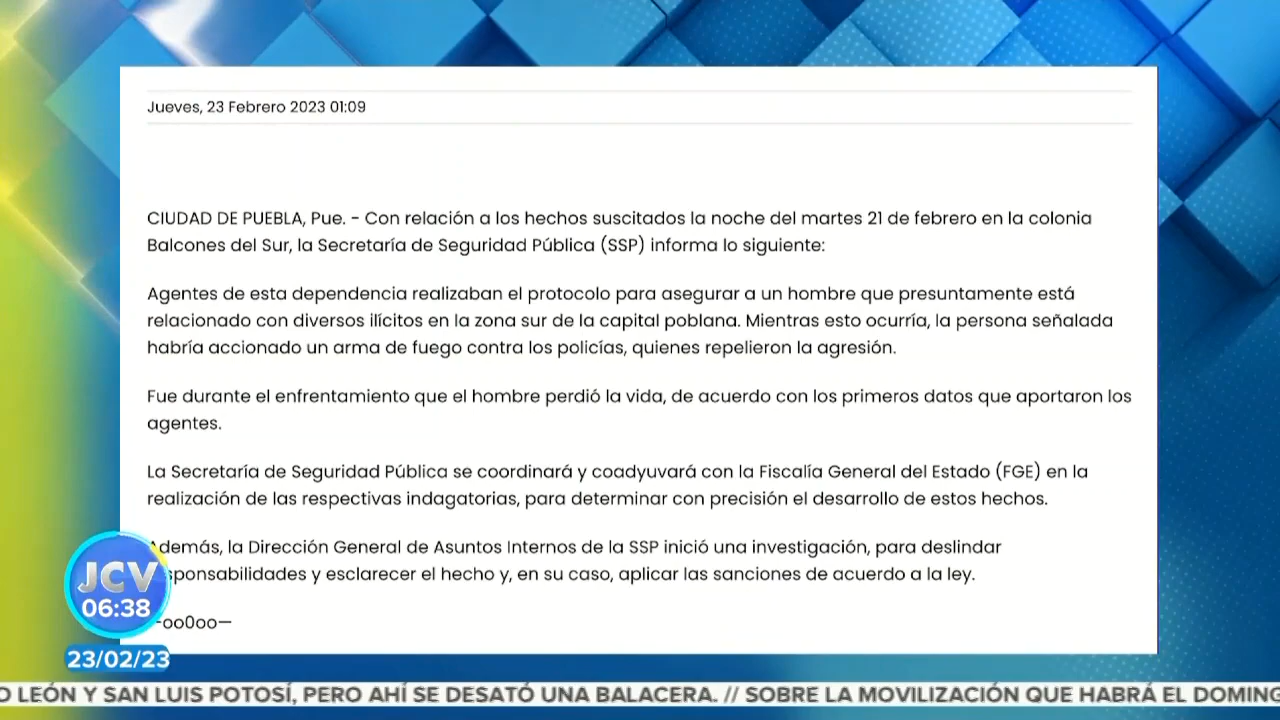 Jueves, 23 Febrero 2023 01:09
CIUDAD DE PUEBLA, Pue. - Con relación a los hechos suscitados la noche del martes 21 de febrero en la colonia
Balcones del Sur, la Secretaría de Seguridad Pública (SSP) informa lo siguiente:
Agentes de esta dependencia realizaban el protocolo para asegurar a un hombre que presuntamente está
relacionado con diversos ilícitos en la zona sur de la capital poblana. Mientras esto ocurría, la persona señalada
habría accionado un arma de fuego contra los policías, quienes repelieron la agresión.
Fue durante el enfrentamiento que el hombre perdió la vida, de acuerdo con los primeros datos que aportaron los
agentes.
La Secretaría de Seguridad Pública se coordinará y coadyuvará con la Fiscalía General del Estado (FGE) en la
realización de las respectivas indagatorias, para determinar con precisión el desarrollo de estos hechos.
Además, la Dirección General de Asuntos Internos de la SSP inició una investigación, para deslindar
sponsabilidades y esclarecer el hecho y, en su caso, aplicar las sanciones de acuerdo a la ley.
-oo0oo—
JCV
06:38
23/02/23
O LEÓN Y SAN LUIS POTOSÍ, PERO AHÍ SE DESATÓ UNA BALACERA. // SOBRE LA MOVILIZACIÓN QUE HABRÁ EL DOMING